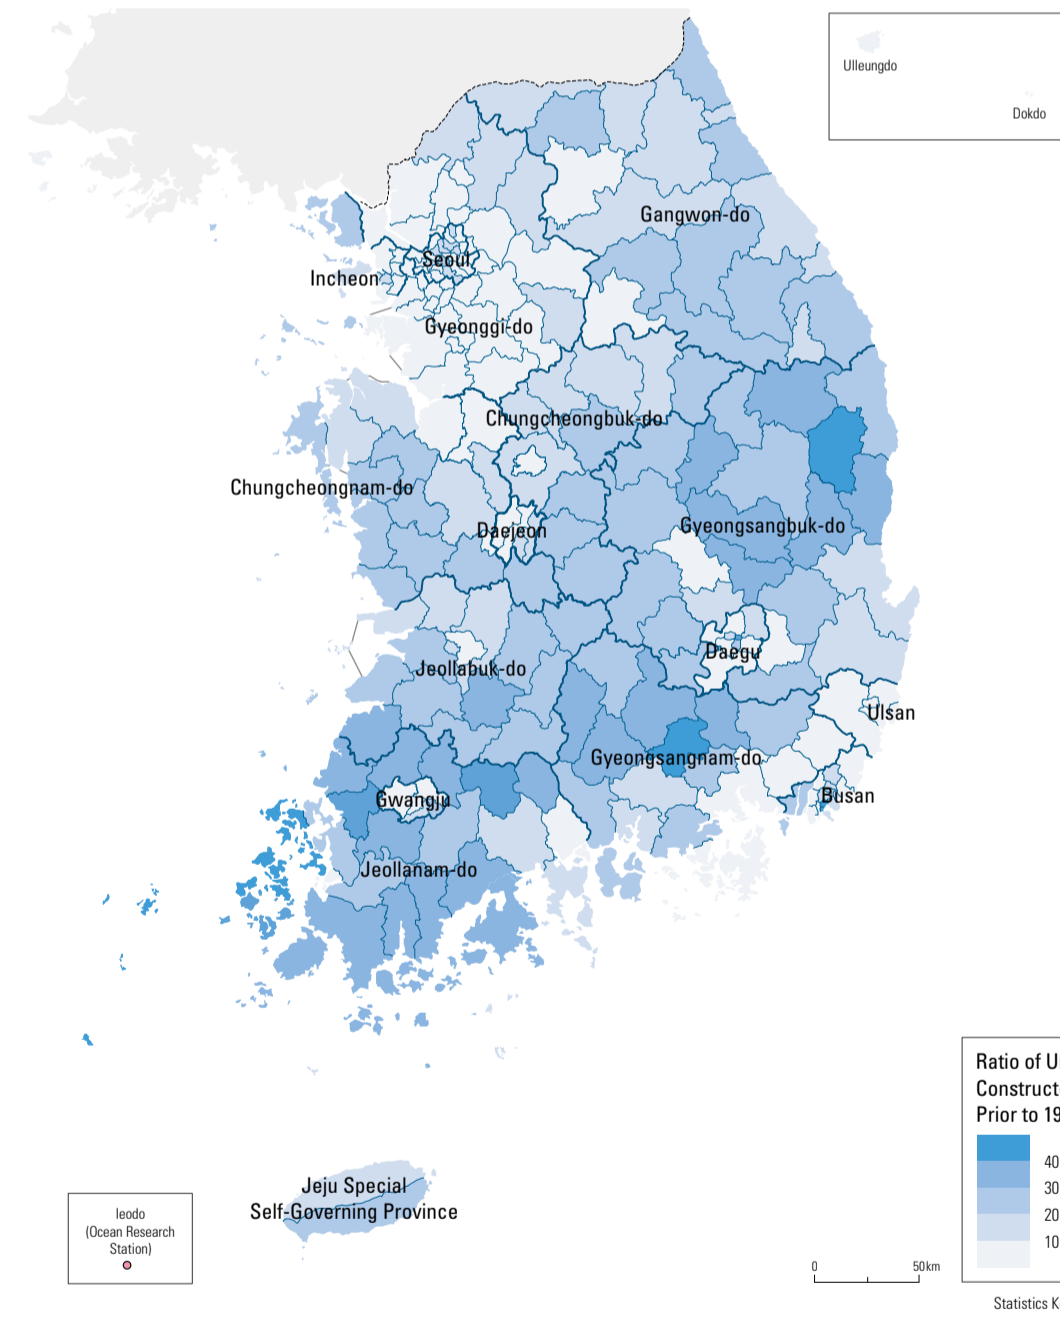 Ulleungdo
Dokdo
Gangwon-do
Seoul
Incheon
Gyeonggi-do
Chungcheongbuk-do
Chungcheongnam-do
Gyeongsangbuk-do
Daejeon
Daegu
Jeollabuk-do
Ulsan
Gyeongsangnam-do
Busan
Gwangju
Jeollanam-do
Ratio of U
Construct
Prior to 19
40
30
20
10
Jeju Special
Self-Governing Province
Ieodo
(Ocean Research
Station)
0 50km
Statistics K